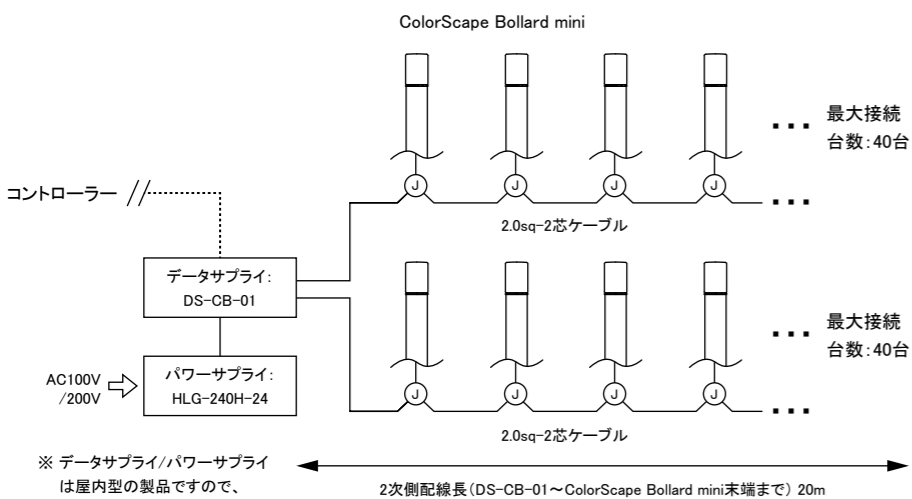 ColorScape Bollard mini
最大接続
台数:40台
コントローラー
J
J
J
J
2.0sq-2芯ケーブル
データサプライ:
DS-CB-01
最大接続
台数:40台
AC100V
/200V
パワーサプライ:
HLG-240H-24
J
J
J
J
2.0sq-2芯ケーブル
※ データサプライ/パワーサプライ
は屋内型の製品ですので、
2次側配線長(DS-CB-01~ColorScape Bollard mini末端まで) 20m